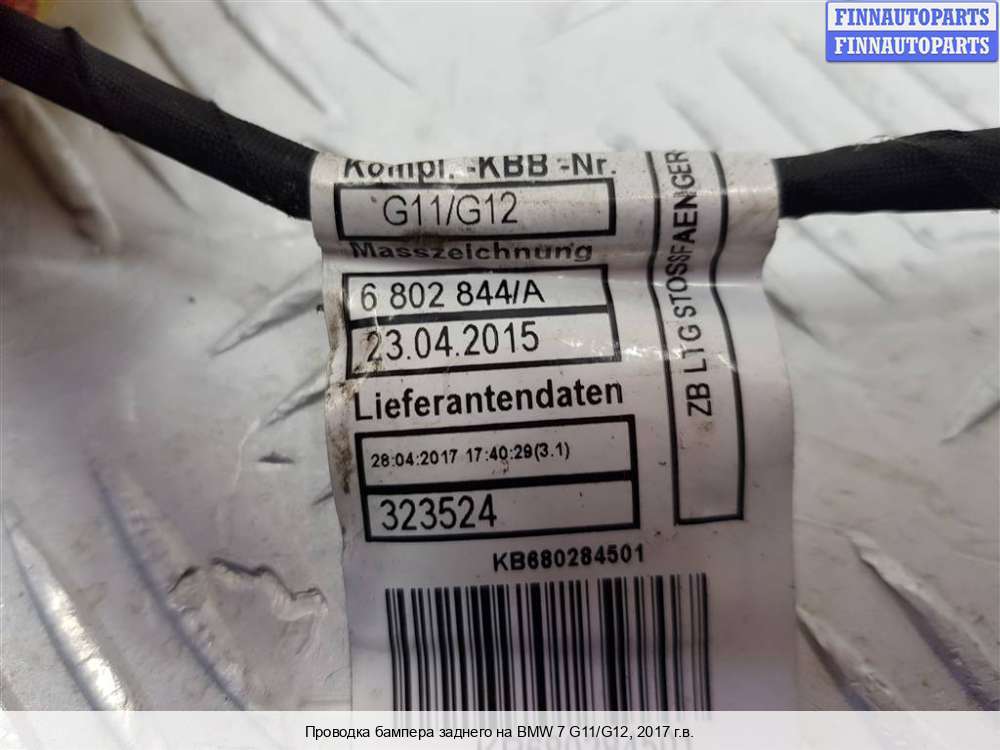 FINNAUTOPARTS
FINNAUTOPARTS
Kompl. -KBB -Nr.
G11/G12
Masszeichnung
6 802 844/A
23.04.2015
Lieferantendaten
28:04:2017 17:40:29(3.1)
323524
KB680284501
ZB LTG STOSSFAENGER
Проводка бампера заднего на BMW 7 G11/G12, 2017 г.в.